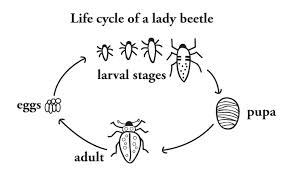 Life cycle of a lady beetle
larval stages
eggs
pupa
adult